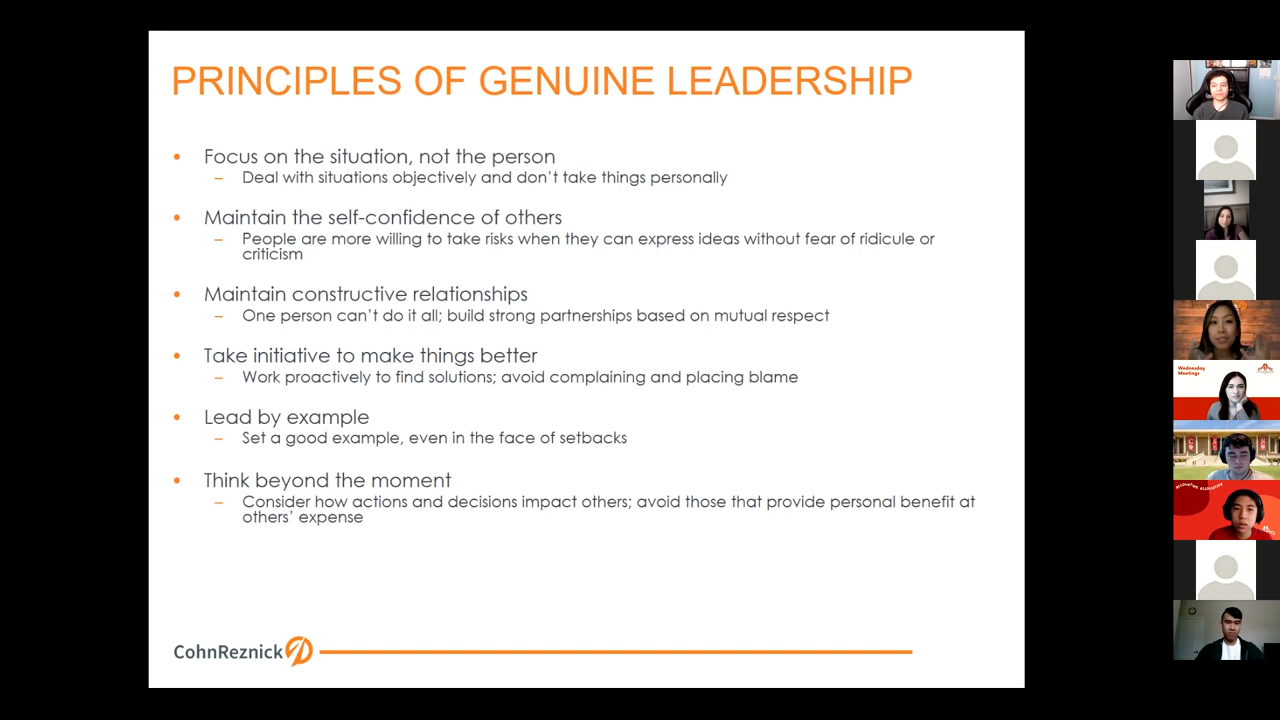 PRINCIPLES OF GENUINE LEADERSHIP
• Focus on the situation, not the person
– Deal with situations objectively and don't take things personally
• Maintain the self-confidence of others
– People are more willing to take risks when they can express ideas without fear of ridicule or
criticism
• Maintain constructive relationships
– One person can't do it all; build strong partnerships based on mutual respect
• Take initiative to make things better
– Work proactively to find solutions; avoid complaining and placing blame
• Lead by example
– Set a good example, even in the face of setbacks
• Think beyond the moment
– Consider how actions and decisions impact others; avoid those that provide personal benefit at
others' expense
CohnReznick
Wednesday
Meetings